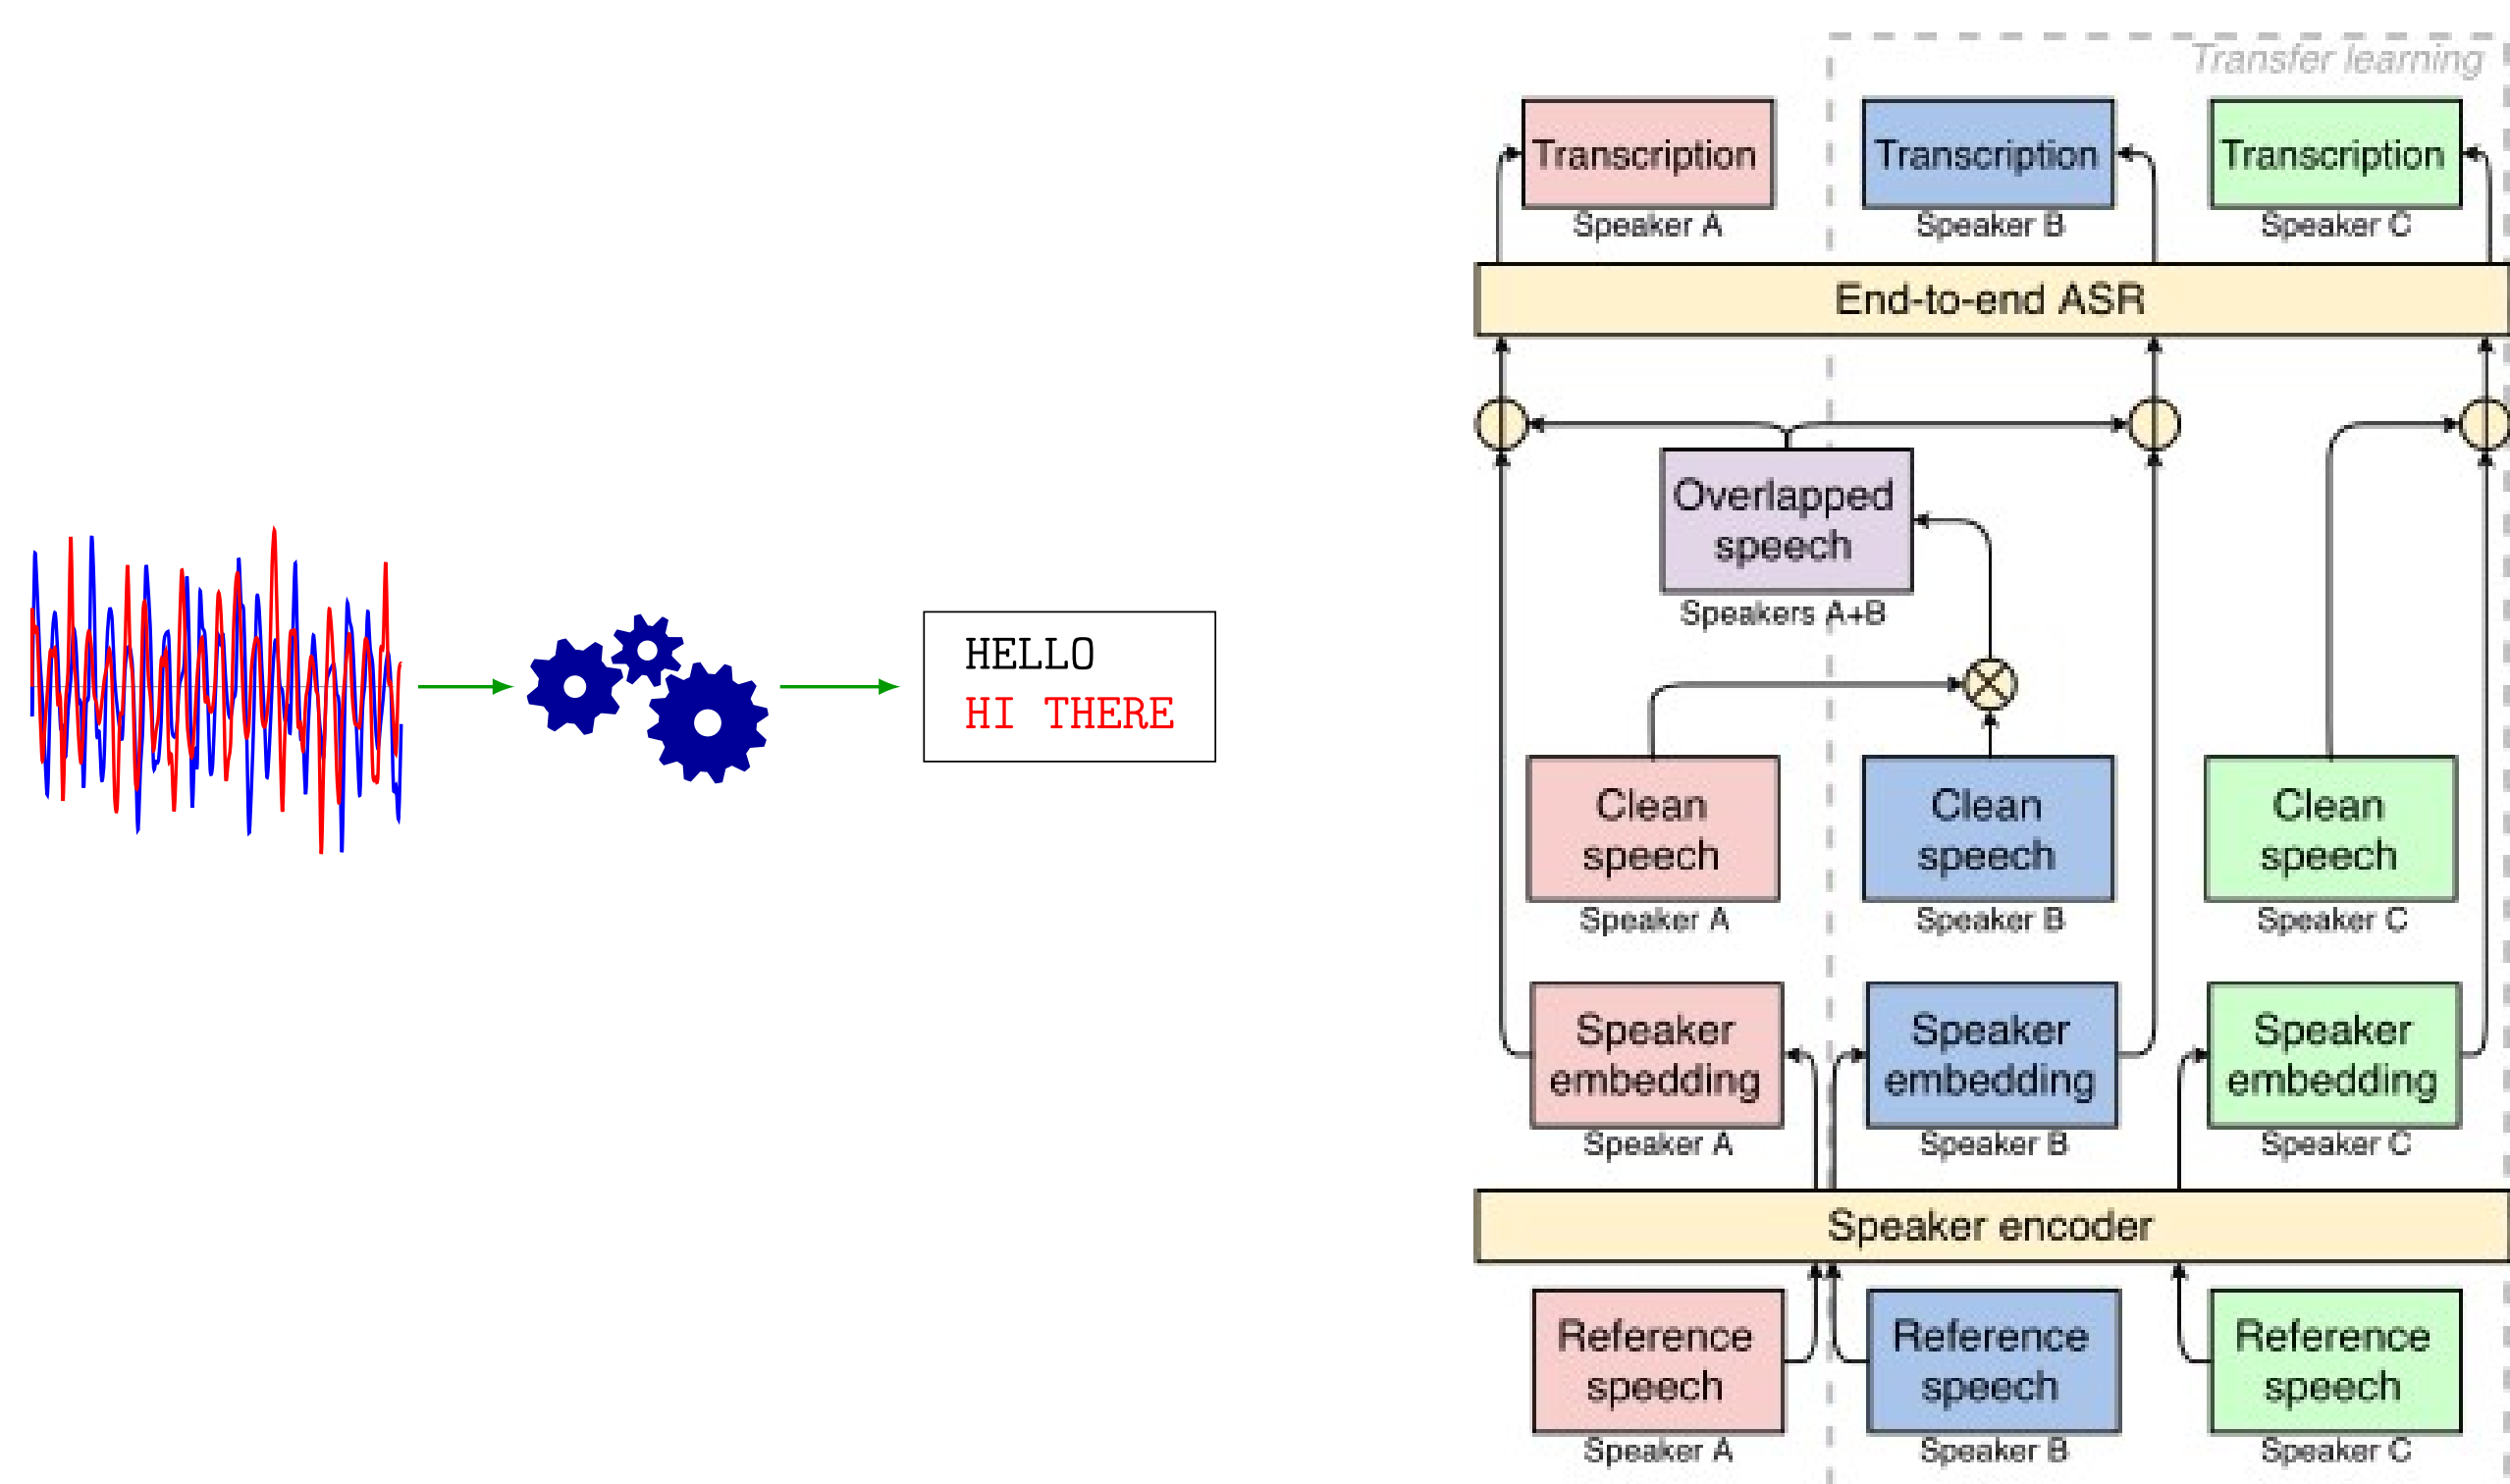 HELLO
HI THERE
Transfer learning
Transcription
Speaker A
Transcription
Speaker B
Transcription
Speaker C
End-to-end ASR
Overlapped
speech
Speakers A+B
Clean
speech
Speaker A
Clean
speech
Speaker B
Clean
speech
Speaker C
Speaker
embedding
Speaker A
Speaker
embedding
Speaker B
Speaker
embedding
Speaker C
Speaker encoder
Reference
speech
Speaker A
Reference
speech
Speaker B
Reference
speech
Speaker C